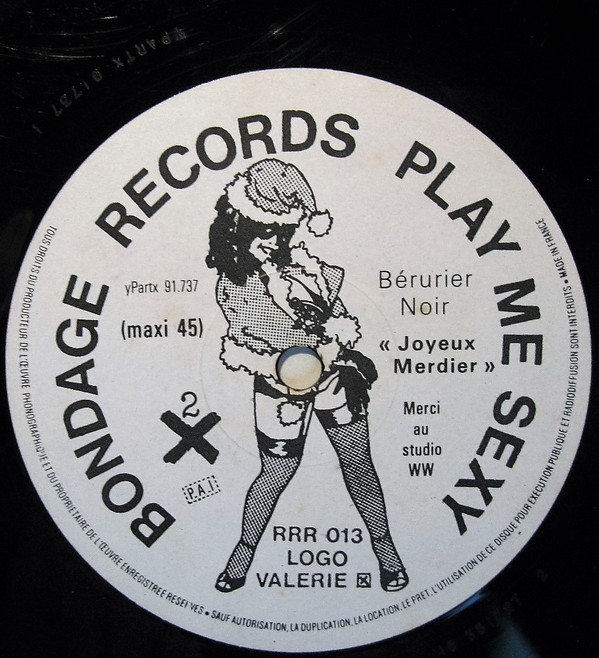 BONDAGE RECORDS PLAY ME SEXY
yPartx 91.737
(maxi 45)
2
P.A.I
Bérurier
Noir
« Joyeux
Merdier »
Merci
au
studio
WW
RRR 013
LOGO
VALERIE
TOUS DROITS DU PRODUCTEUR DE L'ŒUVRE PHONOGRAPHIQUE ET DU PROPRIETAIRE DE L'ŒUVRE ENREGISTREE RESERVES • SAUF AUTORISATION, LA DUPLICATION, LA LOCATION, LE PRET, L'UTILISATION DE CE DISQUE POUR EXECUTION PUBLIQUE ET RADIODIFFUSION SONT INTERDITS • MADE IN FRANCE
YPARTX 91737